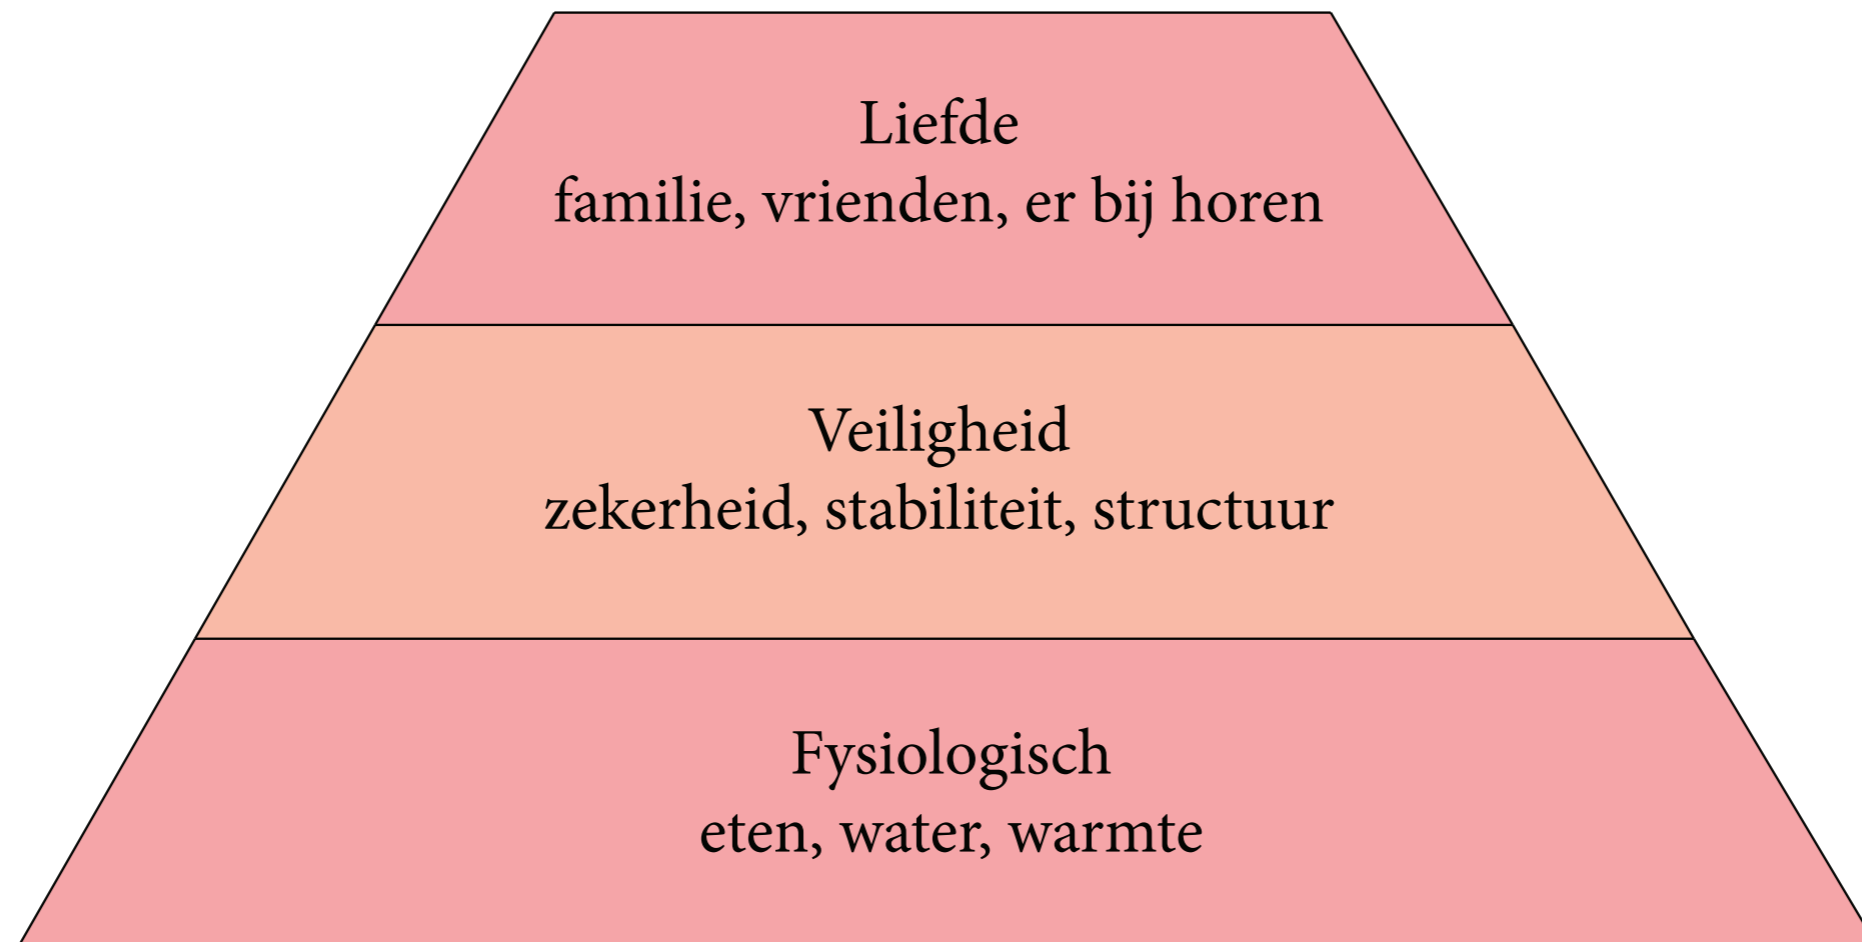 Liefde
familie, vrienden, er bij horen
Veiligheid
zekerheid, stabiliteit, structuur
Fysiologisch
eten, water, warmte